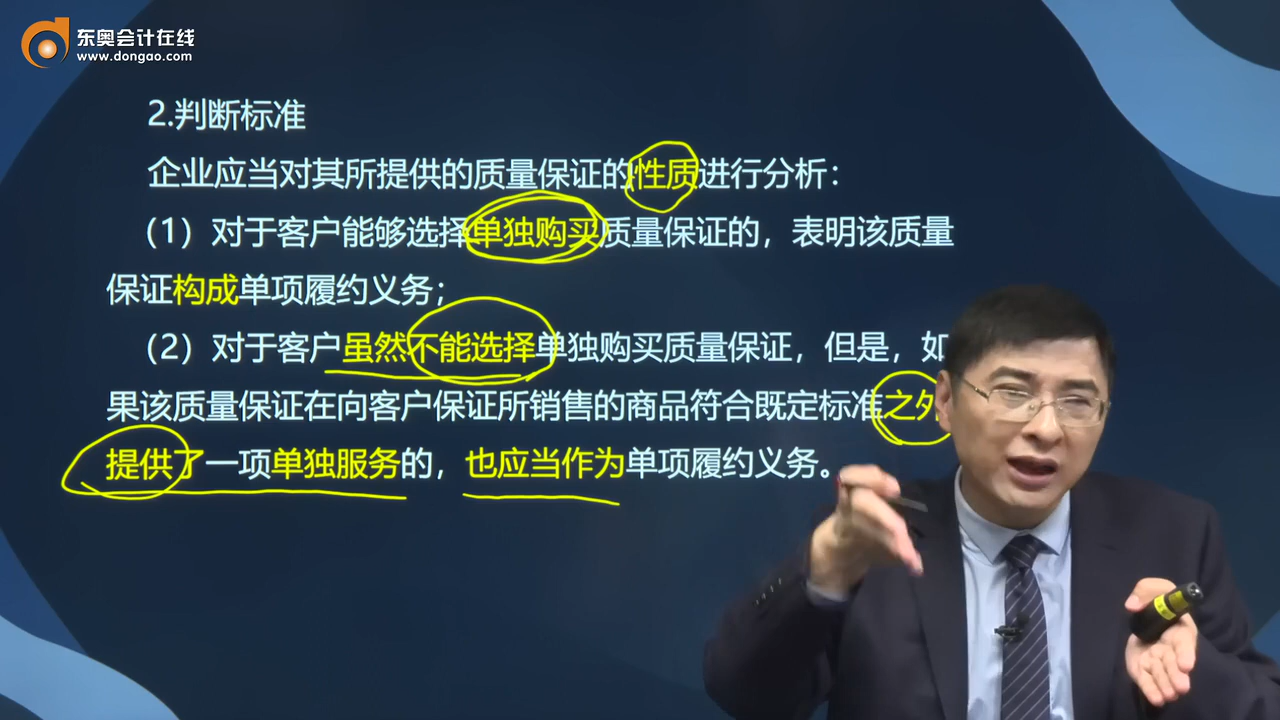 东奥会计在线
www.dongao.com
2.判断标准
企业应当对其所提供的质量保证的性质进行分析：
（1）对于客户能够选择单独购买质量保证的，表明该质量
保证构成单项履约义务；
（2）对于客户虽然不能选择单独购买质量保证，但是，如
果该质量保证在向客户保证所销售的商品符合既定标准之外
提供了一项单独服务的，也应当作为单项履约义务。